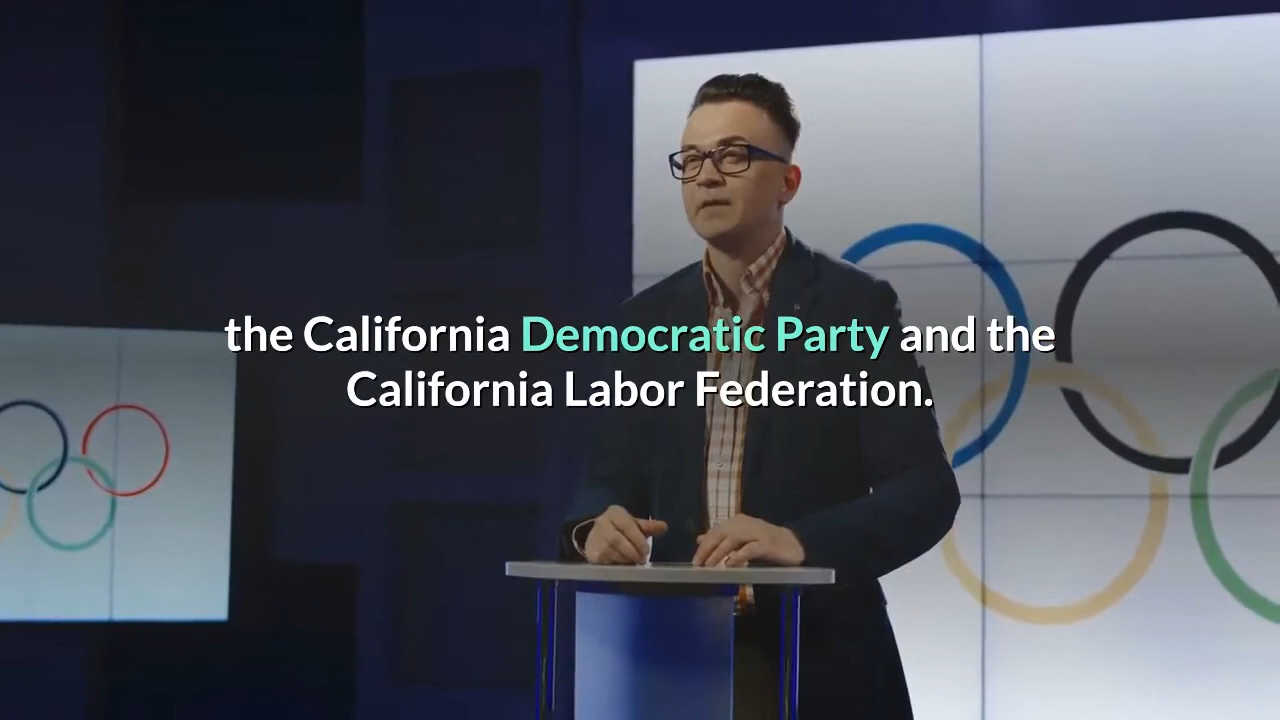 the California Democratic Party and the
California Labor Federation.